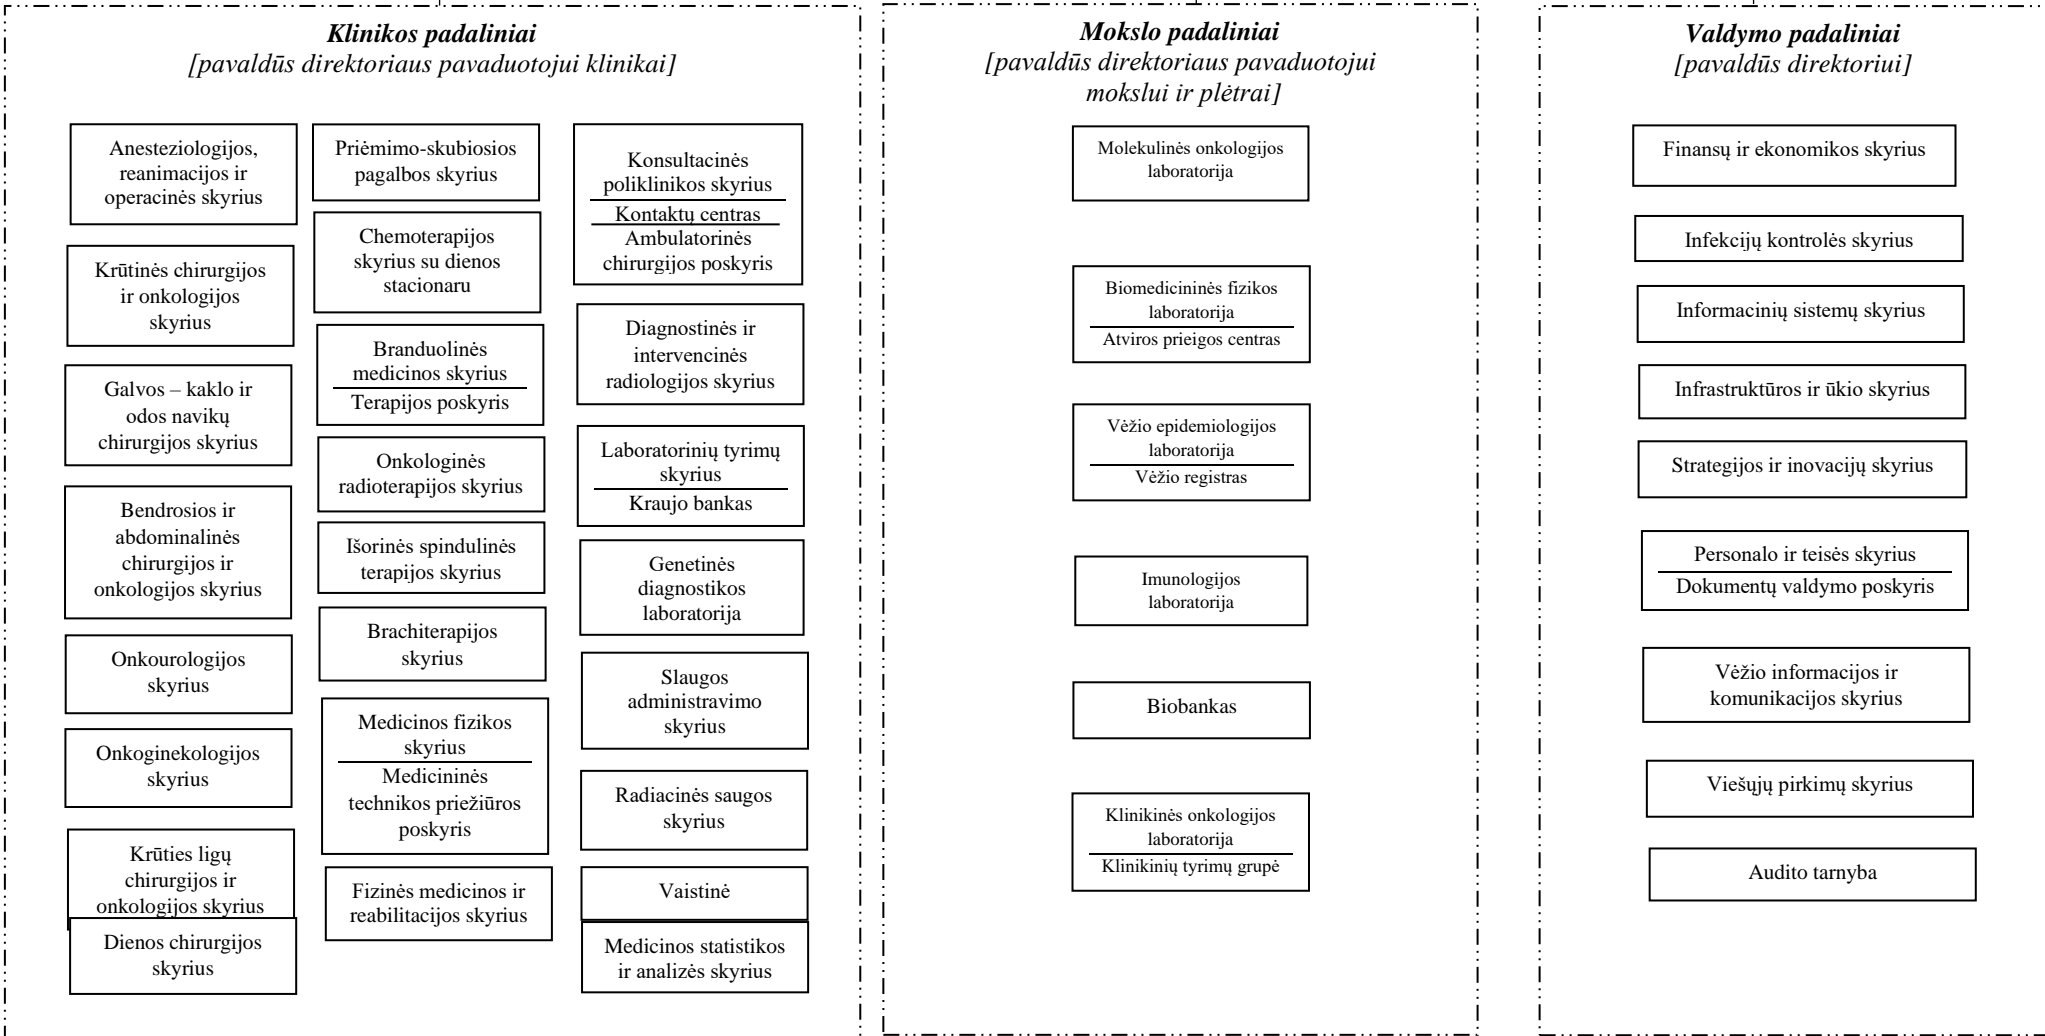 Klinikos padaliniai
[pavaldūs direktoriaus pavaduotojui klinikai]
Anesteziologijos,
reanimacijos ir
operacinės skyrius
Krūtinės chirurgijos
ir onkologijos
skyrius
Galvos – kaklo ir
odos navikų
chirurgijos skyrius
Bendrosios ir
abdominalinės
chirurgijos ir
onkologijos skyrius
Onkourologijos
skyrius
Onkoginekologijos
skyrius
Krūties ligų
chirurgijos ir
onkologijos skyrius
Dienos chirurgijos
skyrius
Priėmimo-skubiosios
pagalbos skyrius
Chemoterapijos
skyrius su dienos
stacionaru
Branduolinės
medicinos skyrius
Terapijos poskyris
Onkologinės
radioterapijos skyrius
Išorinės spindulinės
terapijos skyrius
Brachiterapijos
skyrius
Medicinos fizikos
skyrius
Medicininės
technikos priežiūros
poskyris
Fizinės medicinos ir
reabilitacijos skyrius
Konsultacinės
poliklinikos skyrius
Kontaktų centras
Ambulatorinės
chirurgijos poskyris
Diagnostinės ir
intervencinės
radiologijos skyrius
Laboratorinių tyrimų
skyrius
Kraujo bankas
Genetinės
diagnostikos
laboratorija
Slaugos
administravimo
skyrius
Radiacinės saugos
skyrius
Vaistinė
Medicinos statistikos
ir analizės skyrius
Mokslo padaliniai
[pavaldūs direktoriaus pavaduotojui
mokslui ir plėtrai]
Molekulinės onkologijos
laboratorija
Biomedicininės fizikos
laboratorija
Atviros prieigos centras
Vėžio epidemiologijos
laboratorija
Vėžio registras
Imunologijos
laboratorija
Biobankas
Klinikinės onkologijos
laboratorija
Klinikinių tyrimų grupė
Valdymo padaliniai
[pavaldūs direktoriui]
Finansų ir ekonomikos skyrius
Infekcijų kontrolės skyrius
Informacinių sistemų skyrius
Infrastruktūros ir ūkio skyrius
Strategijos ir inovacijų skyrius
Personalo ir teisės skyrius
Dokumentų valdymo poskyris
Vėžio informacijos ir
komunikacijos skyrius
Viešųjų pirkimų skyrius
Audito tarnyba